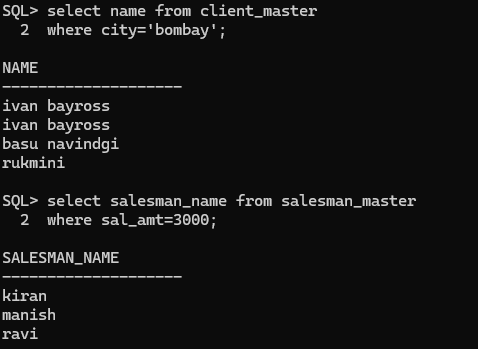 SQL> select name from client_master
  2  where city='bombay';
NAME
--------------------
ivan bayross
ivan bayross
basu navindgi
rukmini
SQL> select salesman_name from salesman_master
  2  where sal_amt=3000;
SALESMAN_NAME
--------------------
kiran
manish
ravi